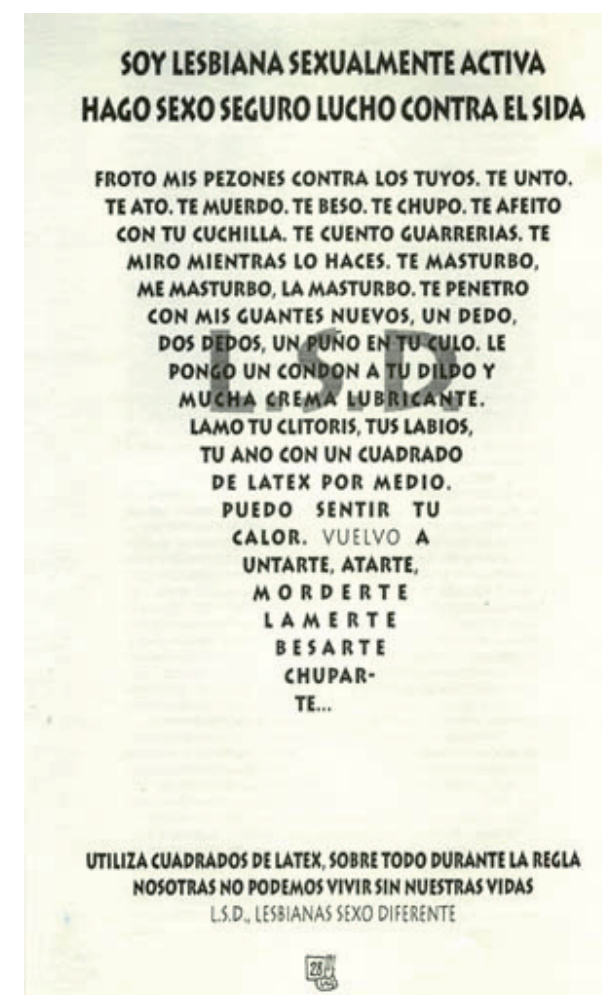 SOY LESBIANA SEXUALMENTE ACTIVA
HAGO SEXO SEGURO LUCHO CONTRA EL SIDA
FROTO MIS PEZONES CONTRA LOS TUYOS. TE UNTO.
TE ATO. TE MUERDO. TE BESO. TE CHUPO. TE AFEITO
CON TU CUCHILLA. TE CUENTO GUARRERIAS. TE
MIRO MIENTRAS LO HACES. TE MASTURBO,
ME MASTURBO, LA MASTURBO. TE PENETRO
CON MIS GUANTES NUEVOS, UN DEDO,
DOS DEDOS, UN PUÑO EN TU CULO. LE
PONGO UN CONDON A TU DILDO Y
MUCHA CREMA LUBRICANTE.
L.S.D.
LAMO TU CLITORIS, TUS LABIOS,
TU ANO CON UN CUADRADO
DE LATEX POR MEDIO.
PUEDO SENTIR TU
CALOR. VUELVO A
UNTARTE, ATARTE,
MORDERTE
LAMERTE
BESARTE
CHUPAR-
TE...
UTILIZA CUADRADOS DE LATEX, SOBRE TODO DURANTE LA REGLA
NOSOTRAS NO PODEMOS VIVIR SIN NUESTRAS VIDAS
L.S.D., LESBIANAS SEXO DIFERENTE
28